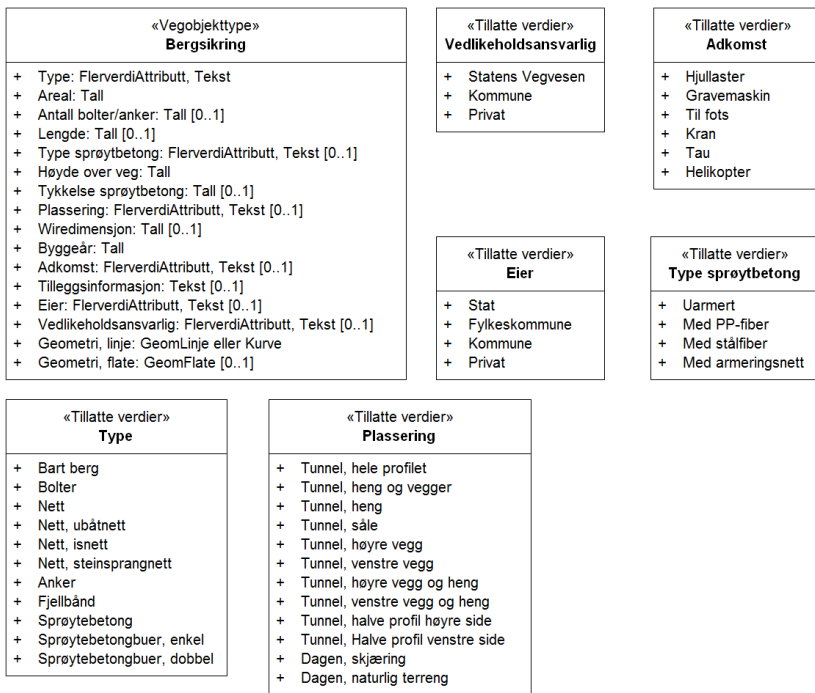 «Vegobjekttype»
Bergsikring
+ Type: FlerverdiAttributt, Tekst
+ Areal: Tall
+ Antall bolter/anker: Tall [0..1]
+ Lengde: Tall [0..1]
+ Type sprøytbetong: FlerverdiAttributt, Tekst [0..1]
+ Høyde over veg: Tall
+ Tykkelse sprøytbetong: Tall [0..1]
+ Plassering: FlerverdiAttributt, Tekst [0..1]
+ Wiredimensjon: Tall [0..1]
+ Byggeår: Tall
+ Adkomst: FlerverdiAttributt, Tekst [0..1]
+ Tilleggsinformasjon: Tekst [0..1]
+ Eier: FlerverdiAttributt, Tekst [0..1]
+ Vedlikeholdsansvarlig: FlerverdiAttributt, Tekst [0..1]
+ Geometri, linje: GeomLinje eller Kurve
+ Geometri, flate: GeomFlate [0..1]
«Tillatte verdier»
Vedlikeholdsansvarlig
+ Statens Vegvesen
+ Kommune
+ Privat
«Tillatte verdier»
Adkomst
+ Hjullaster
+ Gravemaskin
+ Til fots
+ Kran
+ Tau
+ Helikopter
«Tillatte verdier»
Eier
+ Stat
+ Fylkeskommune
+ Kommune
+ Privat
«Tillatte verdier»
Type sprøytbetong
+ Uarmert
+ Med PP-fiber
+ Med stålfiber
+ Med armeringsnett
«Tillatte verdier»
Type
+ Bart berg
+ Bolter
+ Nett
+ Nett, ubåtnett
+ Nett, isnett
+ Nett, steinsprangnett
+ Anker
+ Fjellbånd
+ Sprøytebetong
+ Sprøytebetongbuer, enkel
+ Sprøytebetongbuer, dobbel
«Tillatte verdier»
Plassering
+ Tunnel, hele profilet
+ Tunnel, heng og vegger
+ Tunnel, heng
+ Tunnel, såle
+ Tunnel, høyre vegg
+ Tunnel, venstre vegg
+ Tunnel, høyre vegg og heng
+ Tunnel, venstre vegg og heng
+ Tunnel, halve profil høyre side
+ Tunnel, Halve profil venstre side
+ Dagen, skjæring
+ Dagen, naturlig terreng